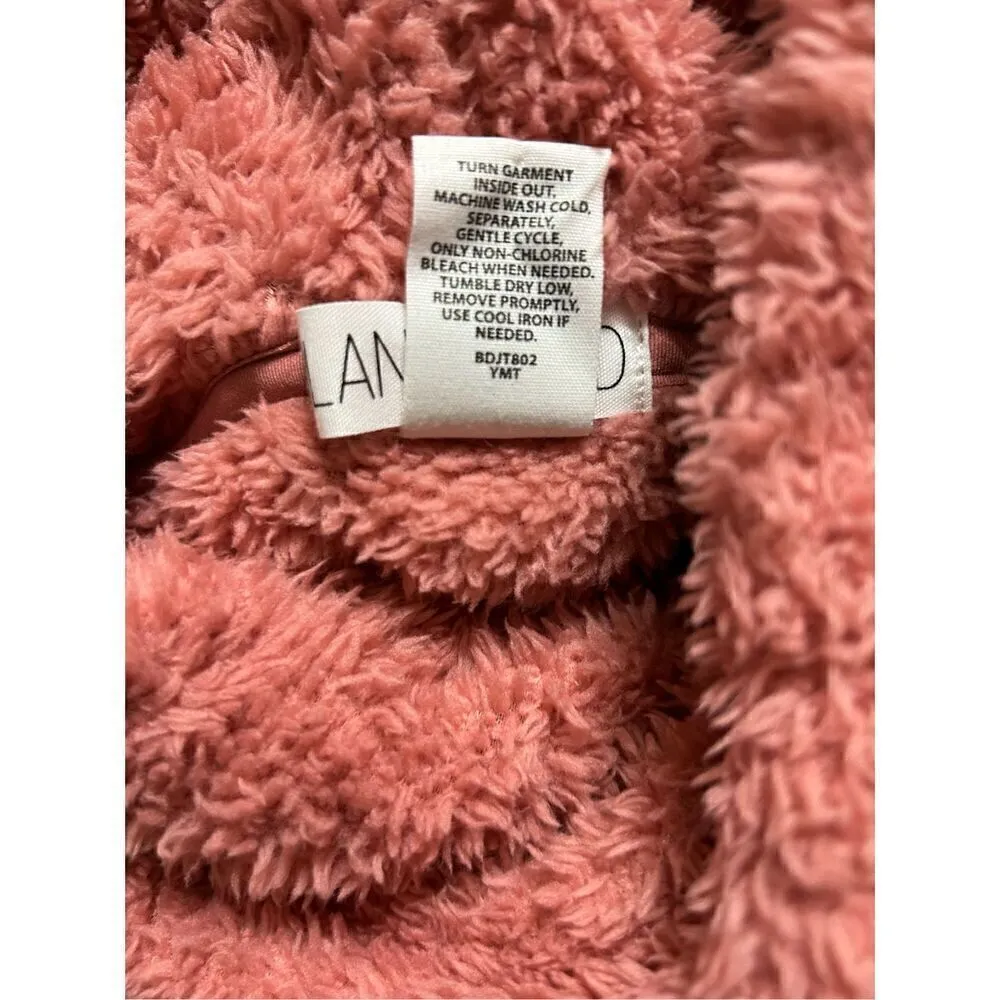 TURN GARMENT
INSIDE OUT,
MACHINE WASH COLD,
SEPARATELY,
GENTLE CYCLE,
ONLY NON-CHLORINE
BLEACH WHEN NEEDED.
TUMBLE DRY LOW,
REMOVE PROMPTLY,
USE COOL IRON IF
NEEDED.
BDJT802
YMT